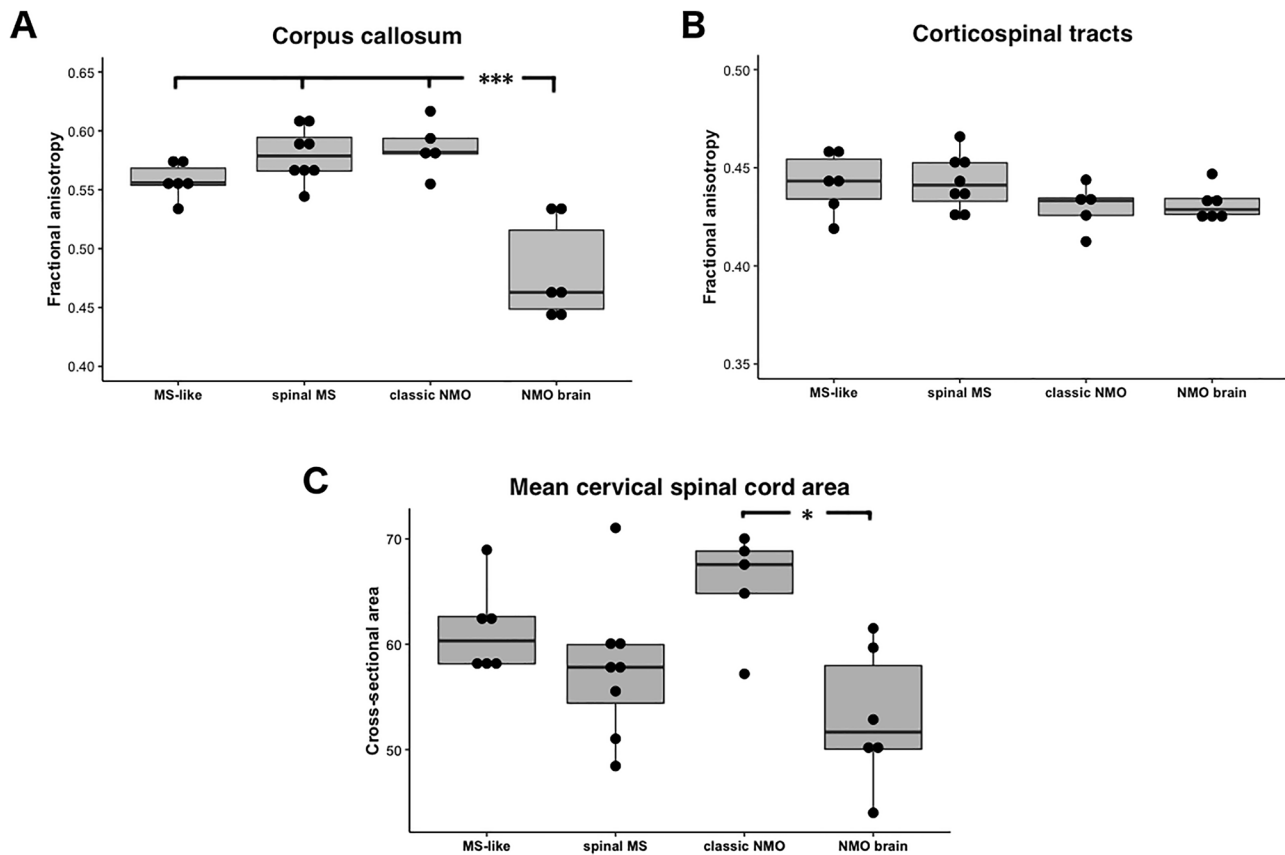 A
Corpus callosum
Fractional anisotropy
0.65
0.60
0.55
0.50
0.45
0.40
***
MS-like spinal MS classic NMO NMO brain
B
Corticospinal tracts
Fractional anisotropy
0.50
0.45
0.40
0.35
MS-like spinal MS classic NMO NMO brain
C
Mean cervical spinal cord area
Cross-sectional area
70
60
50
*
MS-like spinal MS classic NMO NMO brain